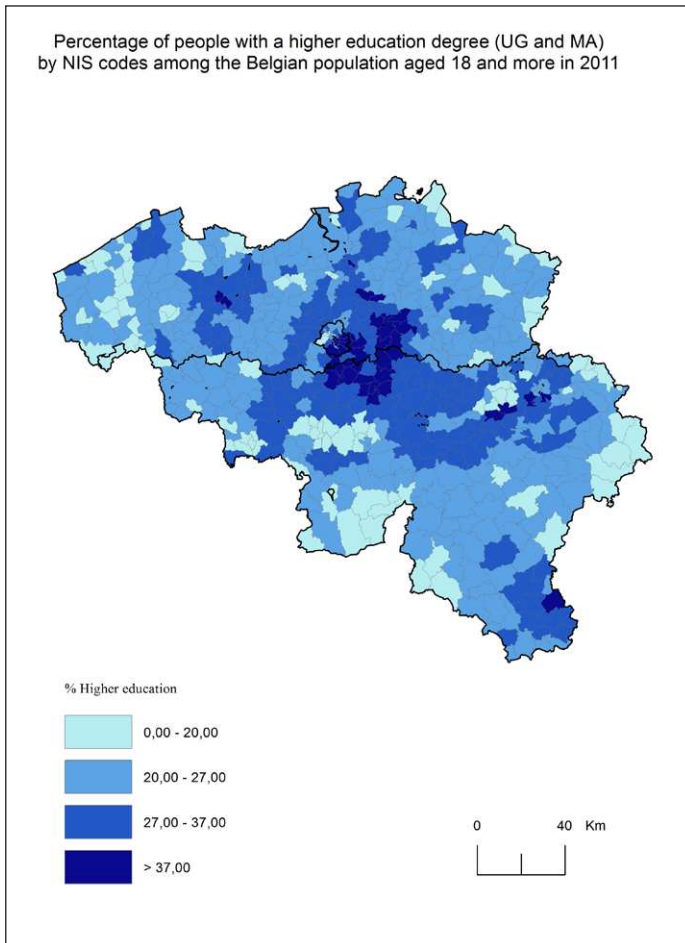 Percentage of people with a higher education degree (UG and MA)
by NIS codes among the Belgian population aged 18 and more in 2011
% Higher education
0,00 - 20,00
20,00 - 27,00
27,00 - 37,00
> 37,00
0 40 Km